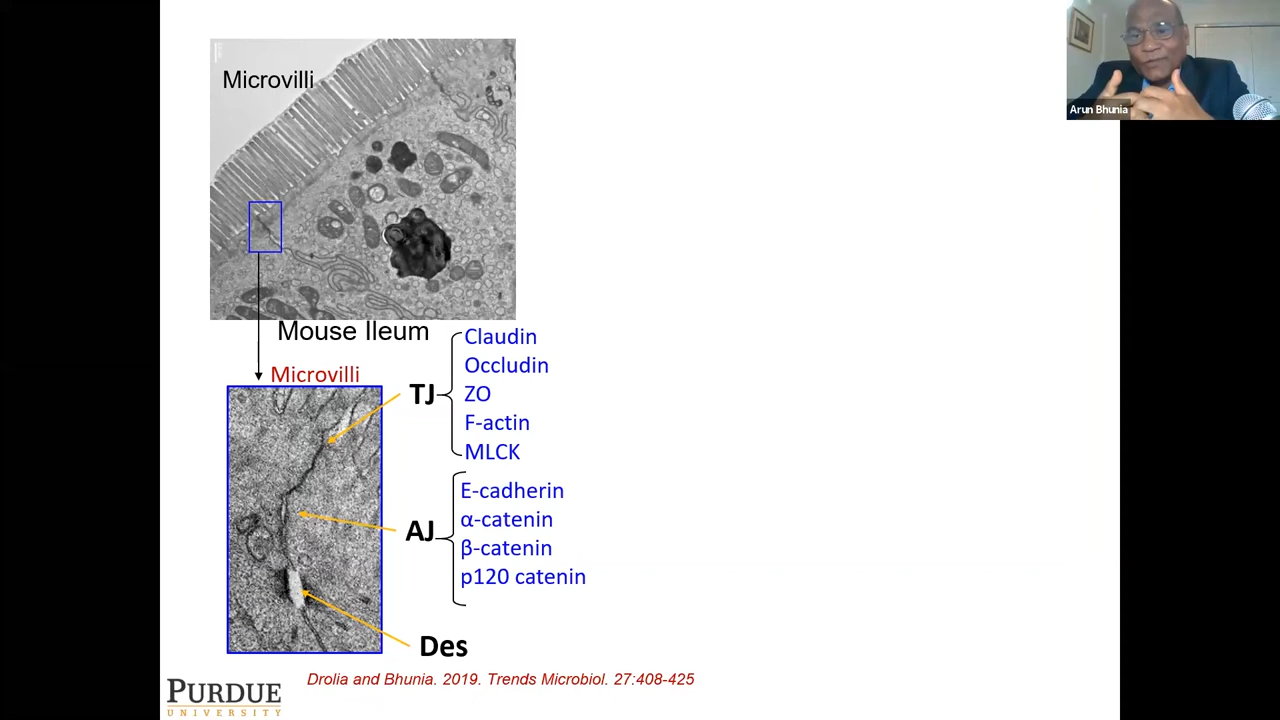 Microvilli
Arun Bhunia
Mouse Ileum
Microvilli
TJ
Claudin
Occludin
ZO
F-actin
MLCK
AJ
E-cadherin
α-catenin
β-catenin
p120 catenin
Des
Drolia and Bhunia. 2019. Trends Microbiol. 27:408-425
PURDUE
UNIVERSITY